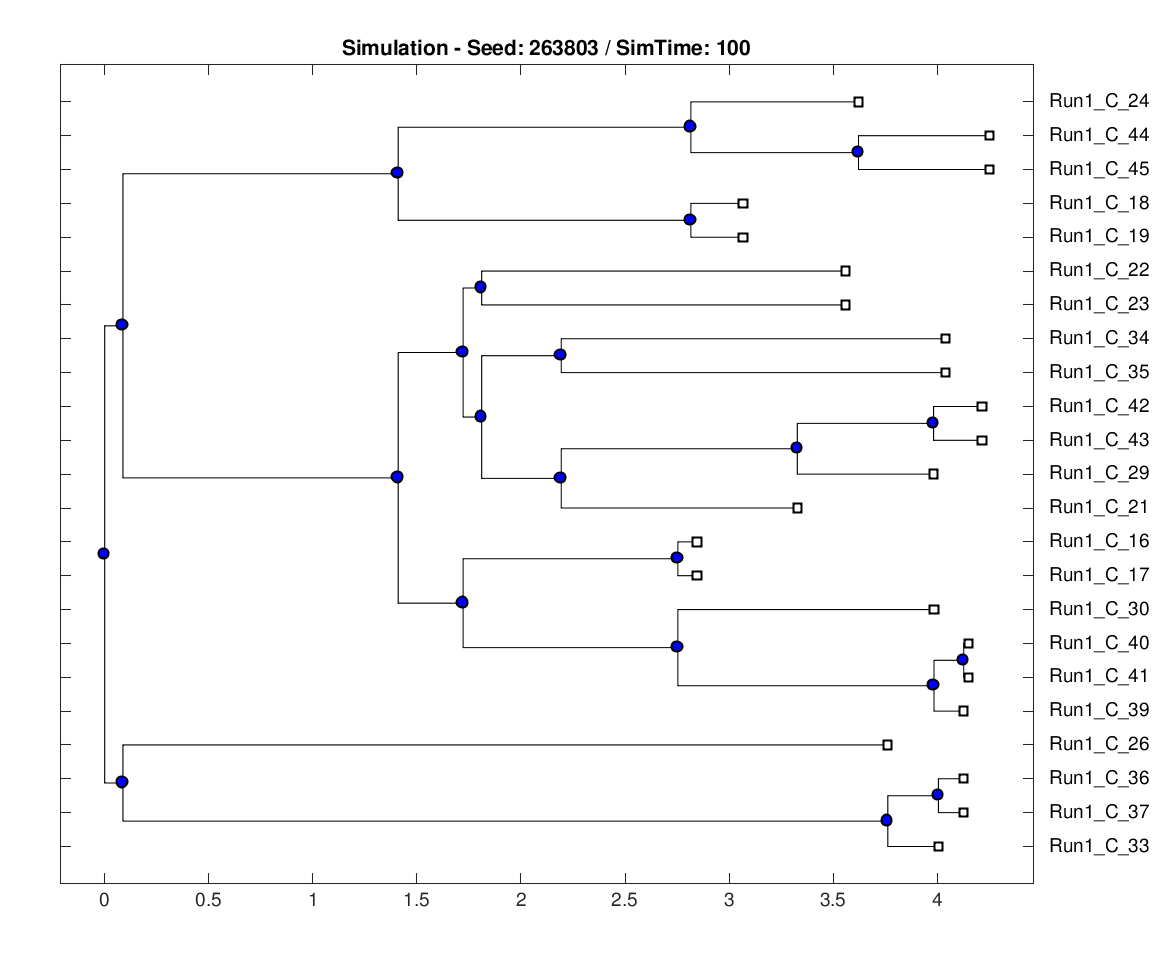 Simulation - Seed: 263803 / SimTime: 100
Run1_C_24
Run1_C_44
Run1_C_45
Run1_C_18
Run1_C_19
Run1_C_22
Run1_C_23
Run1_C_34
Run1_C_35
Run1_C_42
Run1_C_43
Run1_C_29
Run1_C_21
Run1_C_16
Run1_C_17
Run1_C_30
Run1_C_40
Run1_C_41
Run1_C_39
Run1_C_26
Run1_C_36
Run1_C_37
Run1_C_33
0 0.5 1 1.5 2 2.5 3 3.5 4